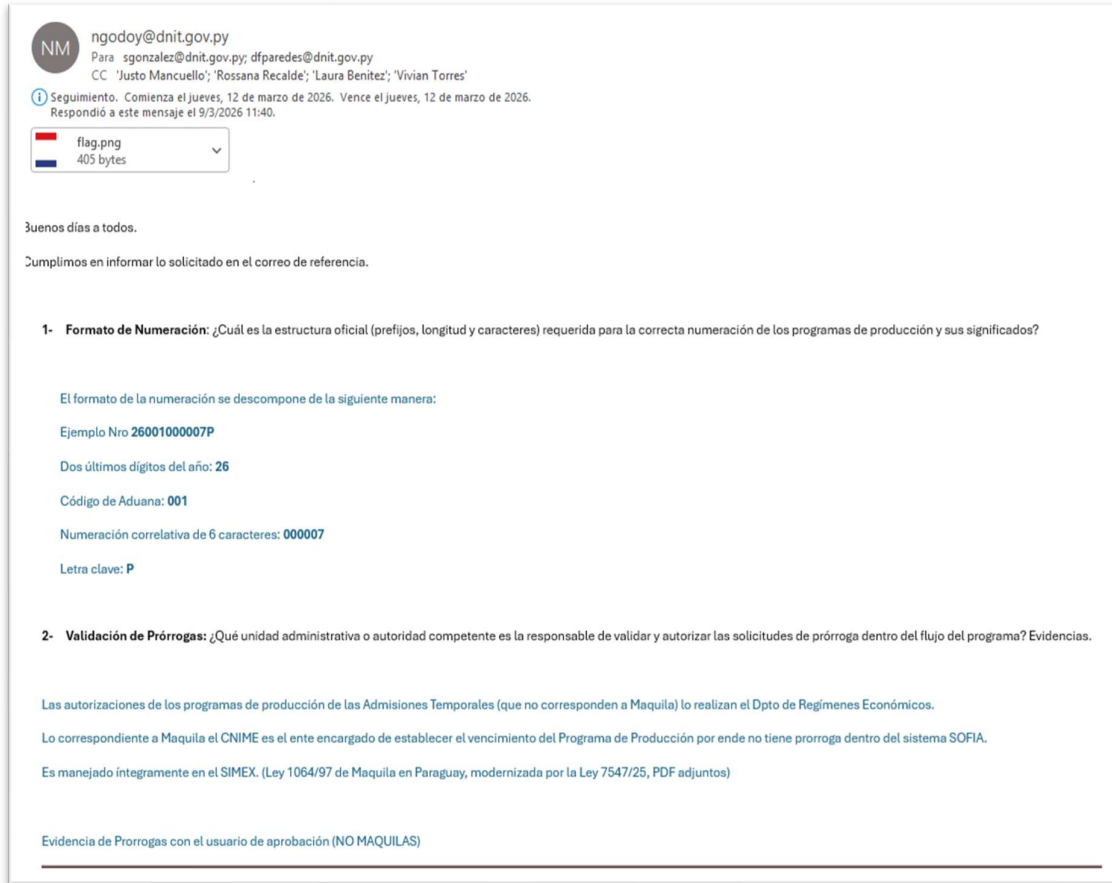 NM
ngodoy@dnit.gov.py
Para sgonzalez@dnit.gov.py; dfparedes@dnit.gov.py
CC 'Justo Mancuello'; 'Rossana Recalde'; 'Laura Benitez'; 'Vivian Torres'
Seguimiento. Comienza el jueves, 12 de marzo de 2026. Vence el jueves, 12 de marzo de 2026.
Respondió a este mensaje el 9/3/2026 11:40.
flag.png
405 bytes
Buenos días a todos.
Cumplimos en informar lo solicitado en el correo de referencia.
1- Formato de Numeración: ¿Cuál es la estructura oficial (prefijos, longitud y caracteres) requerida para la correcta numeración de los programas de producción y sus significados?
El formato de la numeración se descompone de la siguiente manera:
Ejemplo Nro 26001000007P
Dos últimos dígitos del año: 26
Código de Aduana: 001
Numeración correlativa de 6 caracteres: 000007
Letra clave: P
2- Validación de Prórrogas: ¿Qué unidad administrativa o autoridad competente es la responsable de validar y autorizar las solicitudes de prórroga dentro del flujo del programa? Evidencias.
Las autorizaciones de los programas de producción de las Admisiones Temporales (que no corresponden a Maquila) lo realizan el Dpto de Regímenes Económicos.
Lo correspondiente a Maquila el CNIME es el ente encargado de establecer el vencimiento del Programa de Producción por ende no tiene prorroga dentro del sistema SOFIA.
Es manejado íntegramente en el SIMEX. (Ley 1064/97 de Maquila en Paraguay, modernizada por la Ley 7547/25, PDF adjuntos)
Evidencia de Prorrogas con el usuario de aprobación (NO MAQUILAS)